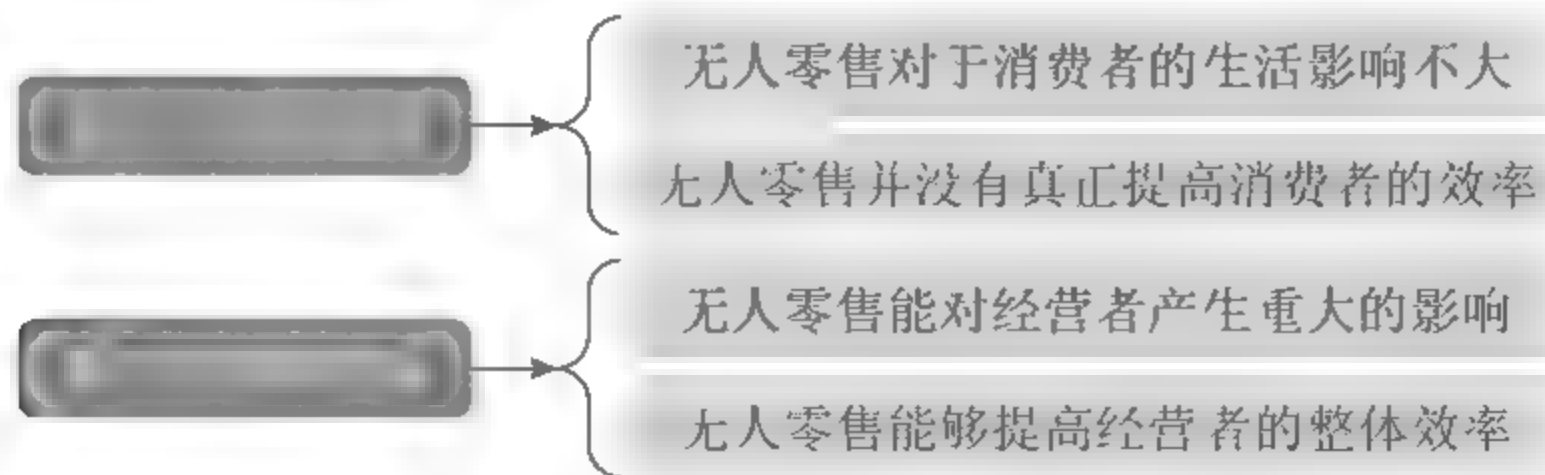 无人零售对于消费者的生活影响不大
无人零售并没有真正提高消费者的效率
无人零售能对经营者产生重大的影响
无人零售能够提高经营者的整体效率